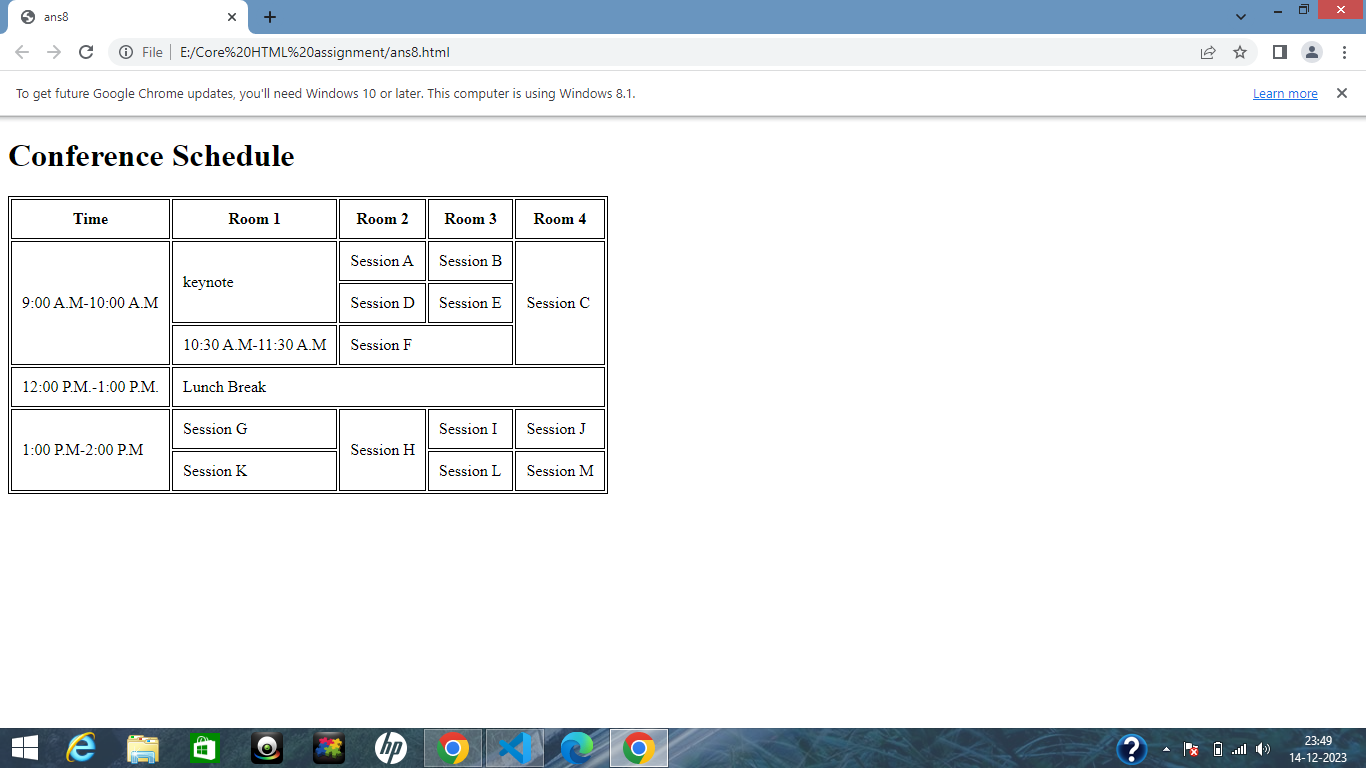 ans8
File
E:/Core%20HTML%20assignment/ans8.html
To get future Google Chrome updates, you'll need Windows 10 or later. This computer is using Windows 8.1.
Learn more
Conference Schedule
Time Room 1 Room 2 Room 3 Room 4
9:00 A.M-10:00 A.M keynote Session A Session B Session C
Session D Session E
10:30 A.M-11:30 A.M Session F
12:00 P.M.-1:00 P.M. Lunch Break
1:00 P.M-2:00 P.M Session G Session H Session I Session J
Session K Session L Session M
hp
?
23:49
14-12-2023